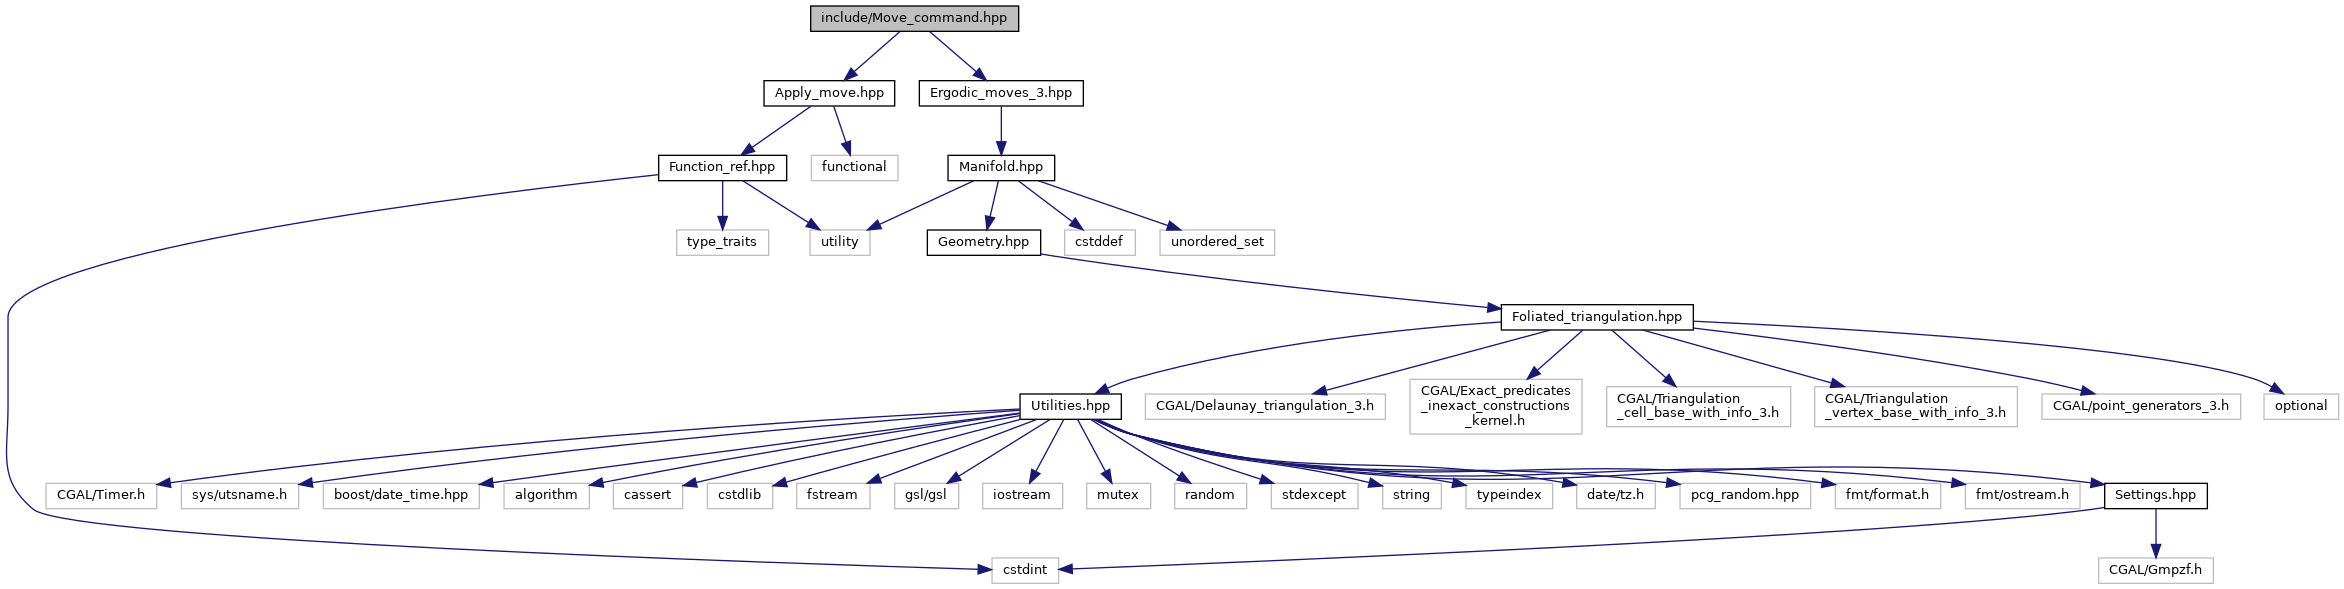 include/Move_command.hpp
Apply_move.hpp
Ergodic_moves_3.hpp
Function_ref.hpp
functional
Manifold.hpp
type_traits
utility
Geometry.hpp
cstddef
unordered_set
Foliated_triangulation.hpp
Utilities.hpp
CGAL/Delaunay_triangulation_3.h
CGAL/Exact_predicates
_inexact_constructions
_kernel.h
CGAL/Triangulation
_cell_base_with_info_3.h
CGAL/Triangulation
_vertex_base_with_info_3.h
CGAL/point_generators_3.h
optional
CGAL/Timer.h
sys/utsname.h
boost/date_time.hpp
algorithm
cassert
cstdlib
fstream
gsl/gsl
iostream
mutex
random
stdexcept
string
typeindex
date/tz.h
pcg_random.hpp
fmt/format.h
fmt/ostream.h
Settings.hpp
cstdint
CGAL/Gmpzf.h